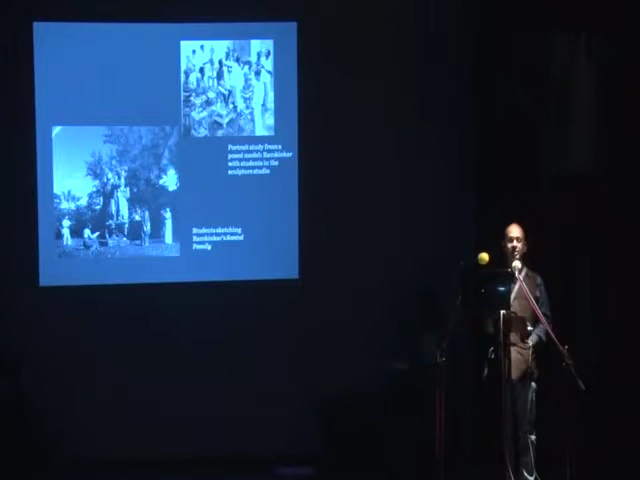 Portrait study from a
posed model: Ramkinkar
with students in the
sculpture studio
Students sketching
Ramkinkar's Santal
Family